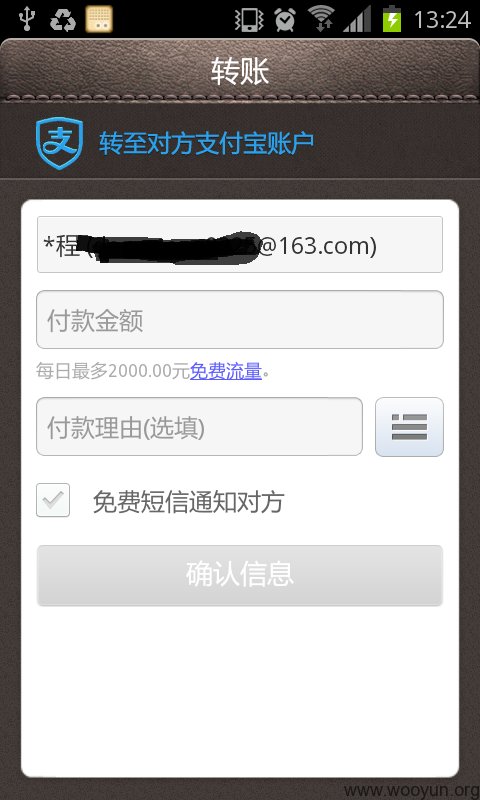 13:24
转账
支 转至对方支付宝账户
*程 @163.com)
付款金额
每日最多2000.00元免费流量。
付款理由(选填)
免费短信通知对方
确认信息
www.wooyun.org